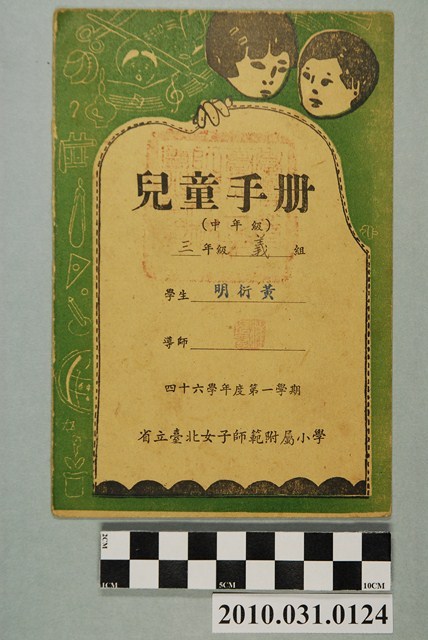 兒童手册
(中年級)
三年級 義 組
學生 明衍黃
導師
四十六學年度第一學期
省立臺北女子師範附屬小學
2CM
1CM 5CM 10CM
2010.031.0124